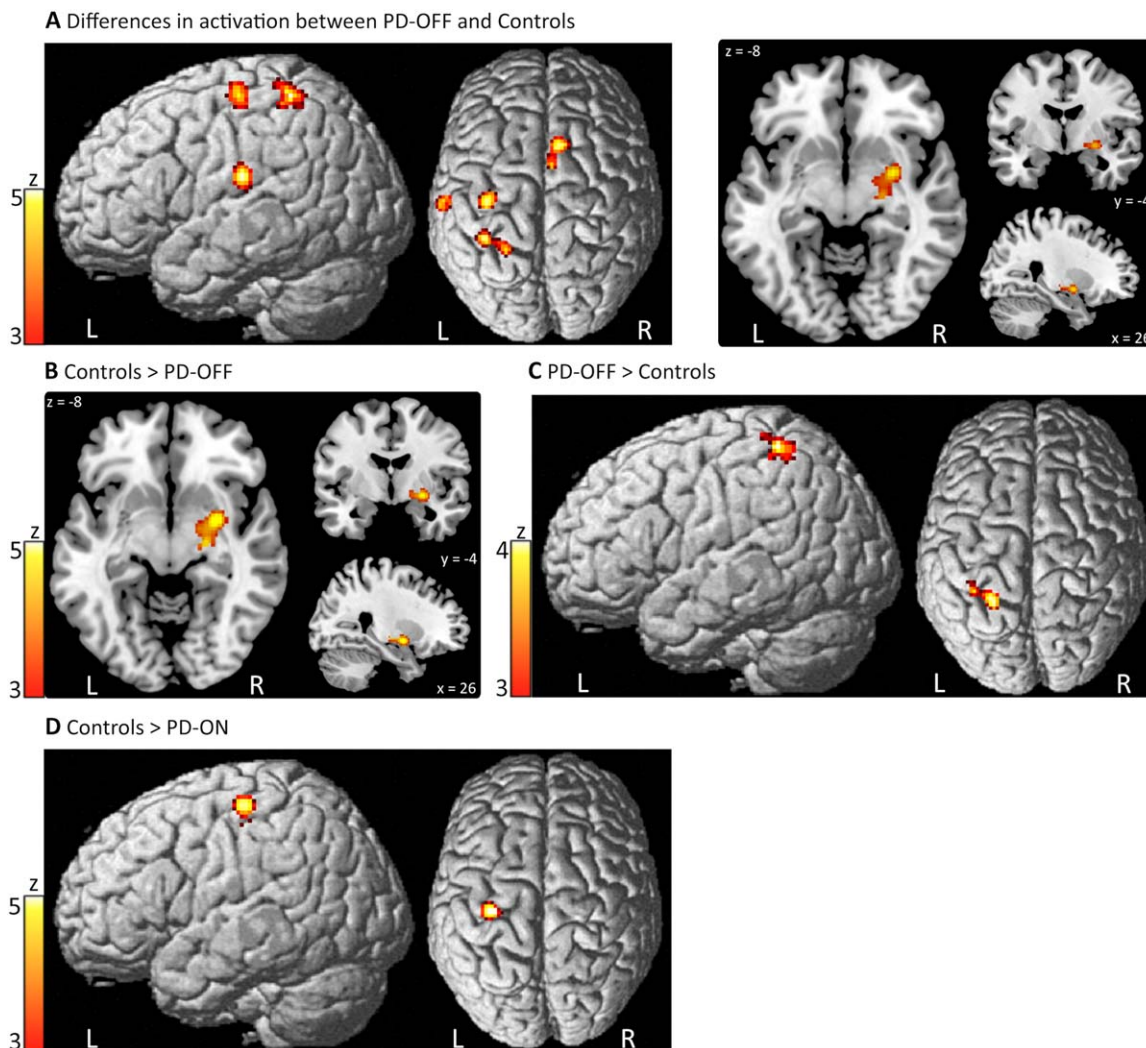 A Differences in activation between PD-OFF and Controls
z
5
3
L
L
R
z = -8
L
R
y = -4
x = 26
B Controls > PD-OFF
z = -8
z
5
3
L
R
y = -4
x = 26
C PD-OFF > Controls
z
4
3
L
L
R
D Controls > PD-ON
z
5
3
L
L
R